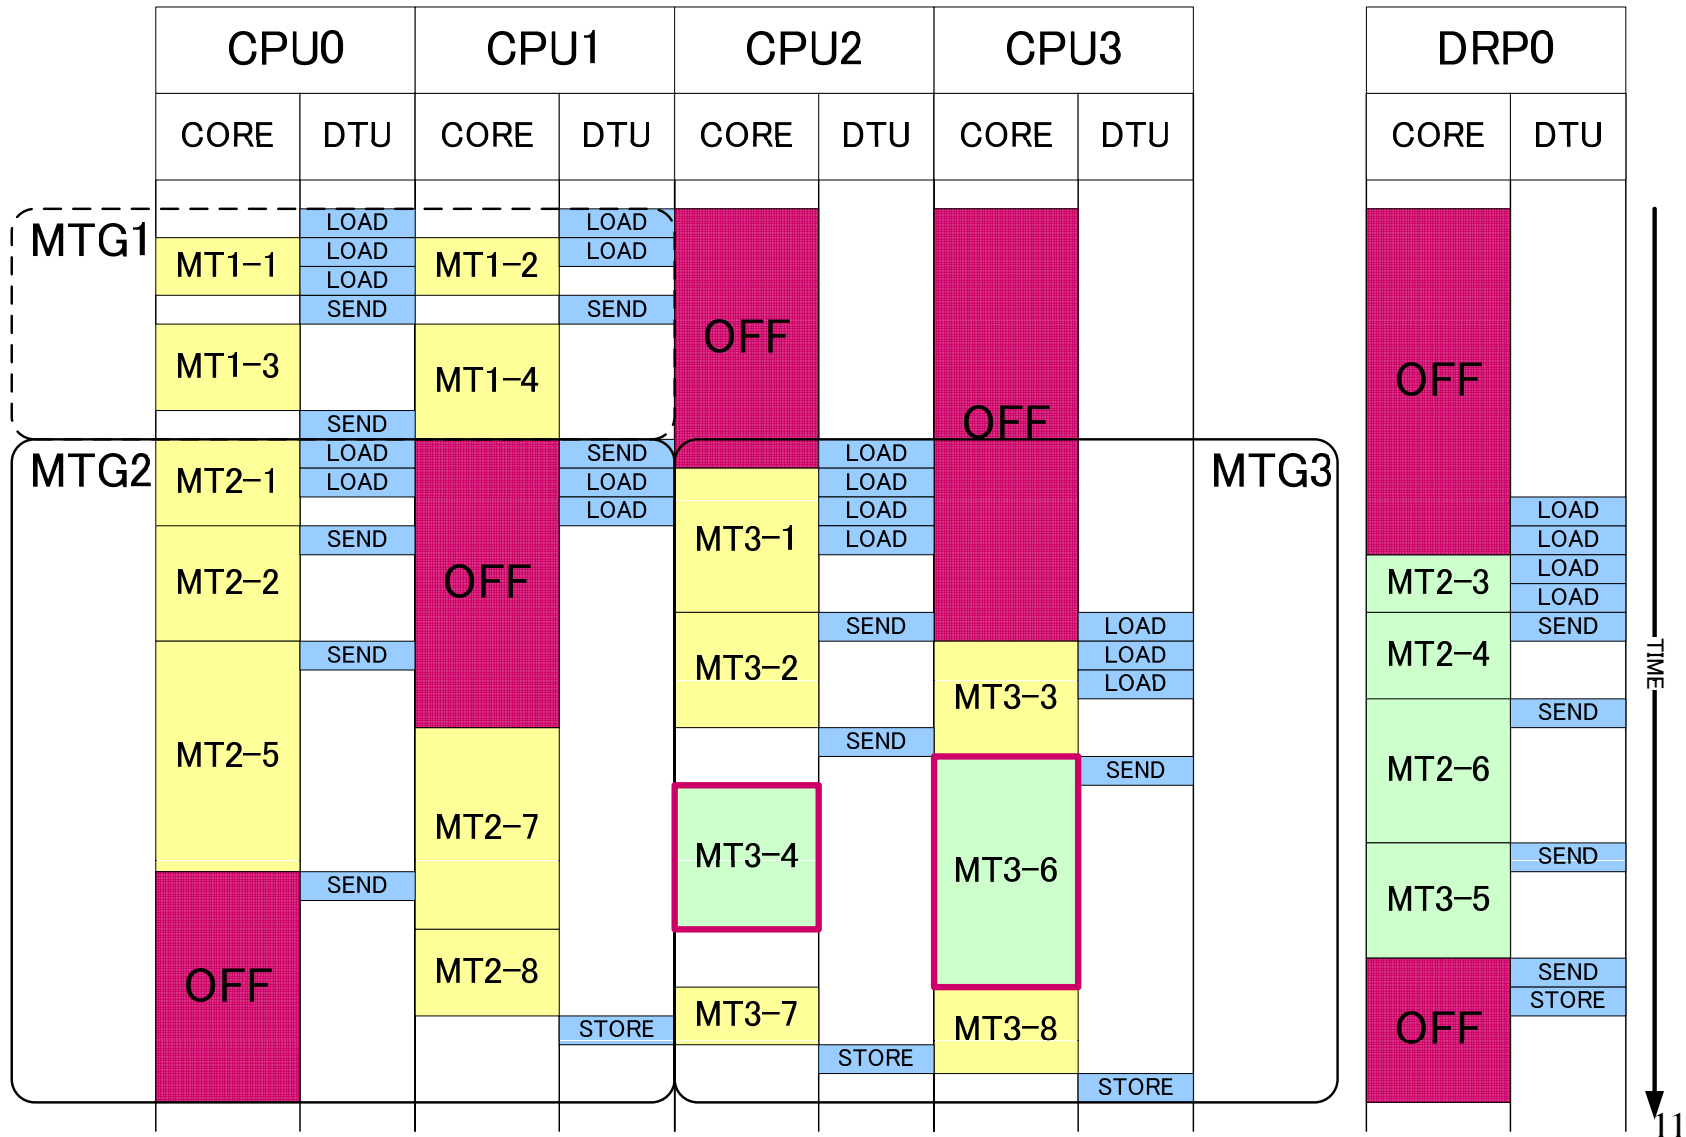 CPU0 CPU1 CPU2 CPU3 DRP0
CORE DTU CORE DTU CORE DTU CORE DTU CORE DTU
LOAD LOAD
MTG1
LOAD LOAD
MT1-1 MT1-2
LOAD
SEND SEND
OFF
MT1-3 MT1-4 OFF
OFF
SEND
LOAD SEND LOAD
MTG2 MTG3
MT2-1 LOAD LOAD LOAD
LOAD LOAD LOAD
SEND MT3-1 LOAD LOAD
LOAD
MT2-2 OFF MT2-3
LOAD
SEND LOAD SEND
SEND LOAD MT2-4
MT3-2 TIME
LOAD
MT3-3
SEND
SEND
MT2-5 SEND MT2-6
MT2-7
MT3-4 SEND
MT3-6
SEND MT3-5
MT2-8 SEND
OFF
STORE
MT3-7
STORE MT3-8 OFF
STORE
STORE
11